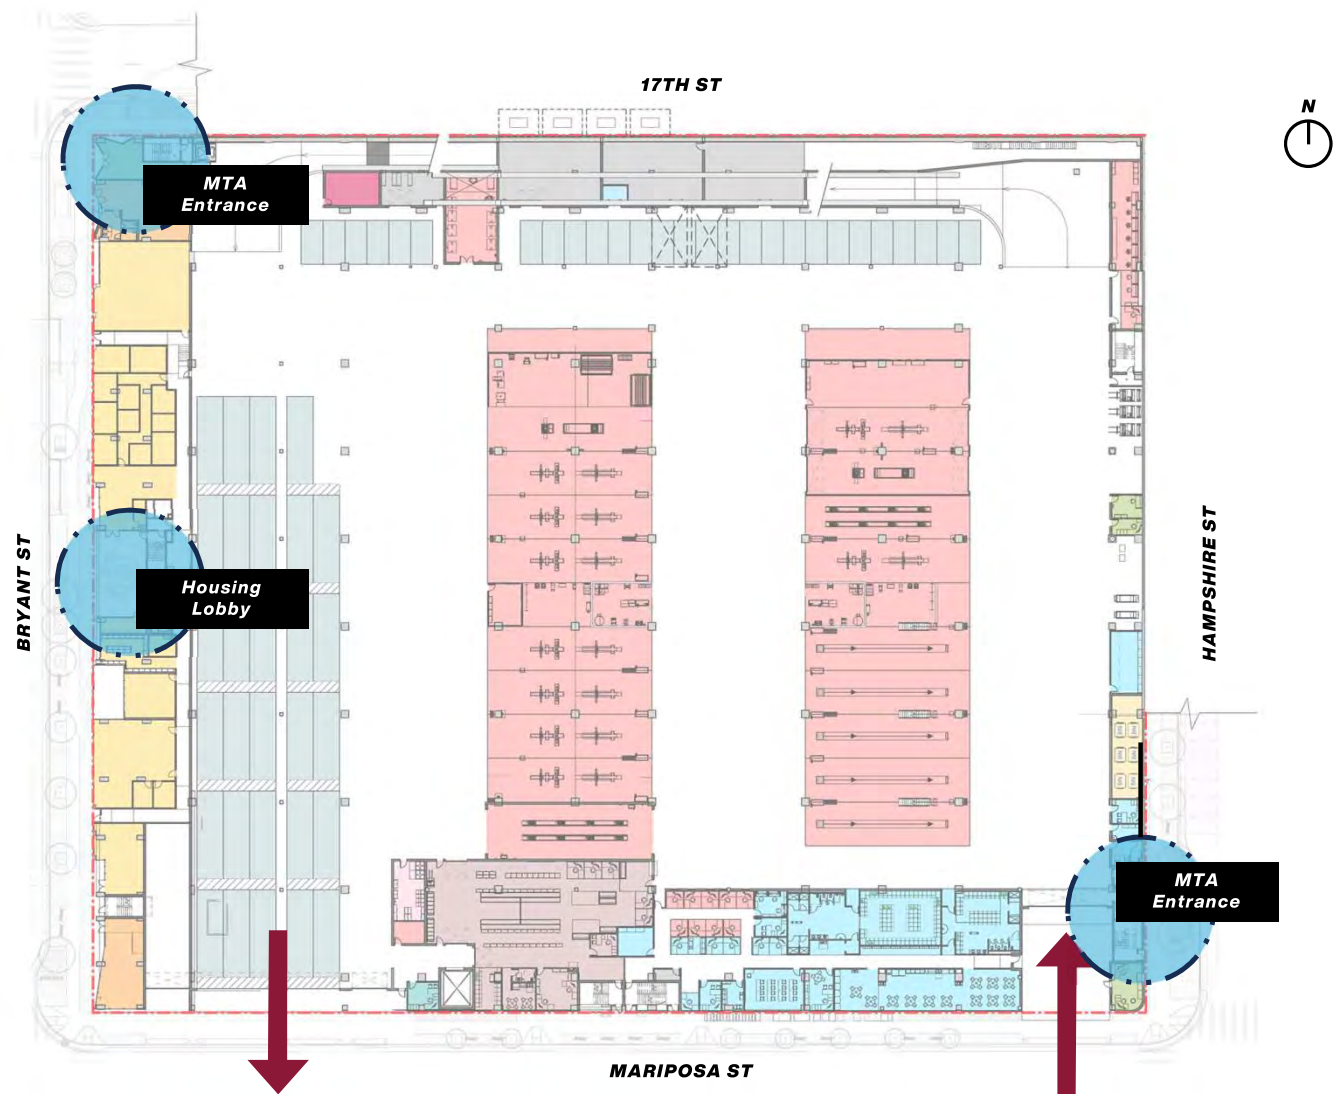 17TH ST
N
MTA
Entrance
BRYANT ST
Housing
Lobby
HAMPSHIRE ST
MTA
Entrance
MARIPOSA ST